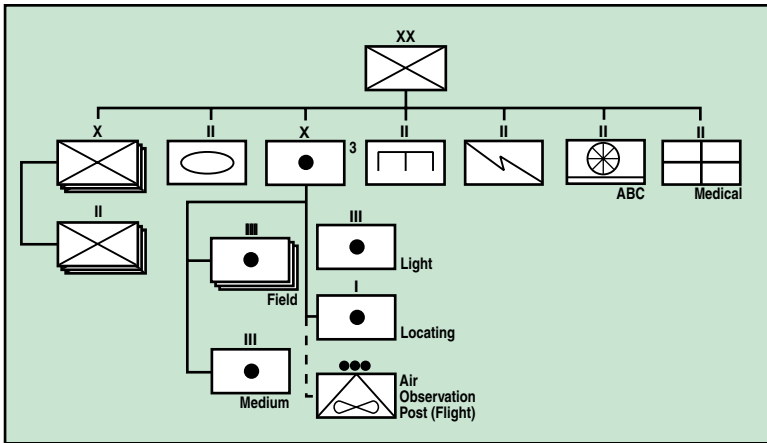 XX
X
II
X
3
II
II
II
II
ABC
Medical
II
III
Light
Field
I
Locating
III
Medium
Air
Observation
Post (Flight)